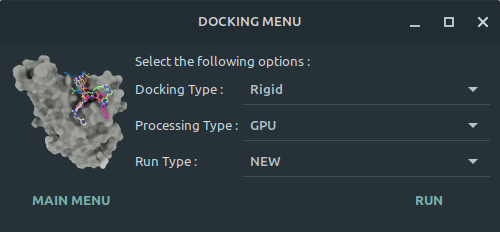 DOCKING MENU
Select the following options :
Docking Type : Rigid
Processing Type : GPU
Run Type : NEW
MAIN MENU RUN